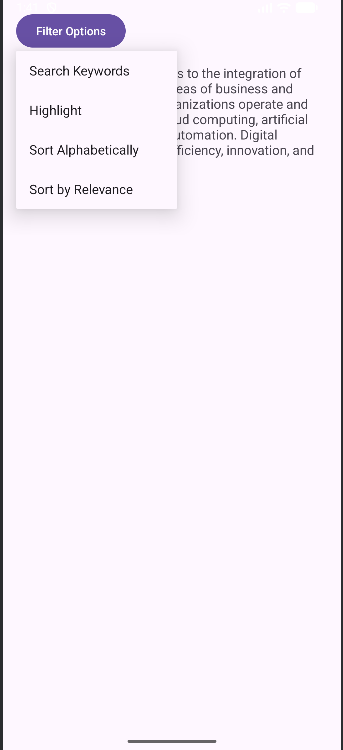 Filter Options
Search Keywords
Highlight
Sort Alphabetically
Sort by Relevance
s to the integration of
eas of business and
anizations operate and
ud computing, artificial
utomation. Digital
ficiency, innovation, and